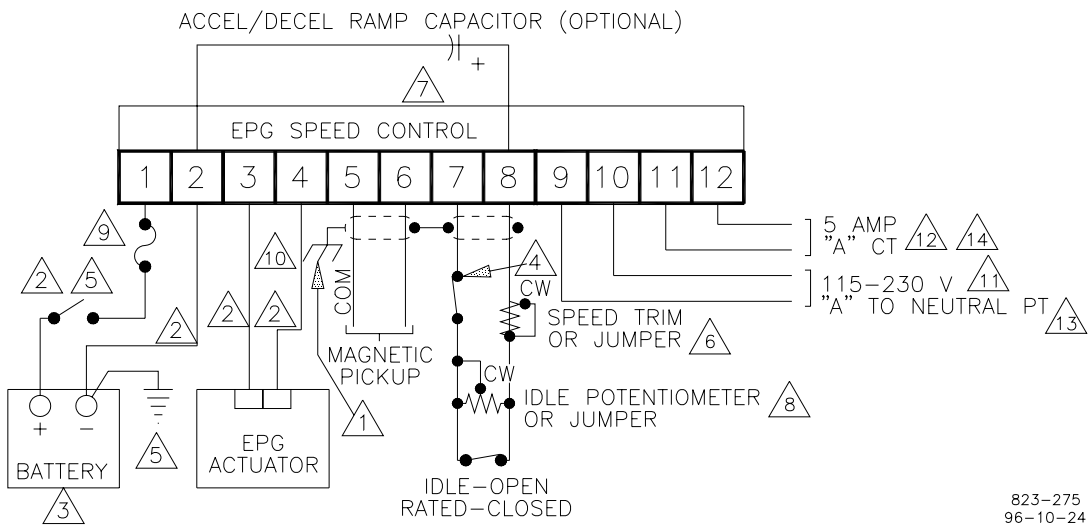 ACCEL/DECEL RAMP CAPACITOR (OPTIONAL)
+
7
EPG SPEED CONTROL
1 2 3 4 5 6 7 8 9 10 11 12
9
2 5
2
10
2 2
COM
4
CW
5 AMP
"A" CT 12 14
115-230 V 11
"A" TO NEUTRAL PT 13
SPEED TRIM
OR JUMPER 6
MAGNETIC
PICKUP
1
CW
IDLE POTENTIOMETER
OR JUMPER 8
+ -
BATTERY
3
5
EPG
ACTUATOR
IDLE-OPEN
RATED-CLOSED
823-275
96-10-24